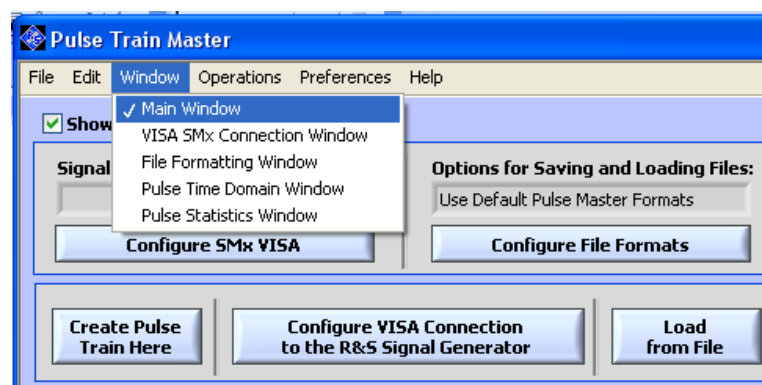 Pulse Train Master
File Edit Window Operations Preferences Help
✓ Main Window
Show
VISA SMx Connection Window
File Formatting Window
Signal
Options for Saving and Loading Files:
Pulse Time Domain Window
Use Default Pulse Master Formats
Pulse Statistics Window
Configure SMx VISA
Configure File Formats
Create Pulse
Train Here
Configure VISA Connection
to the R&S Signal Generator
Load
from File